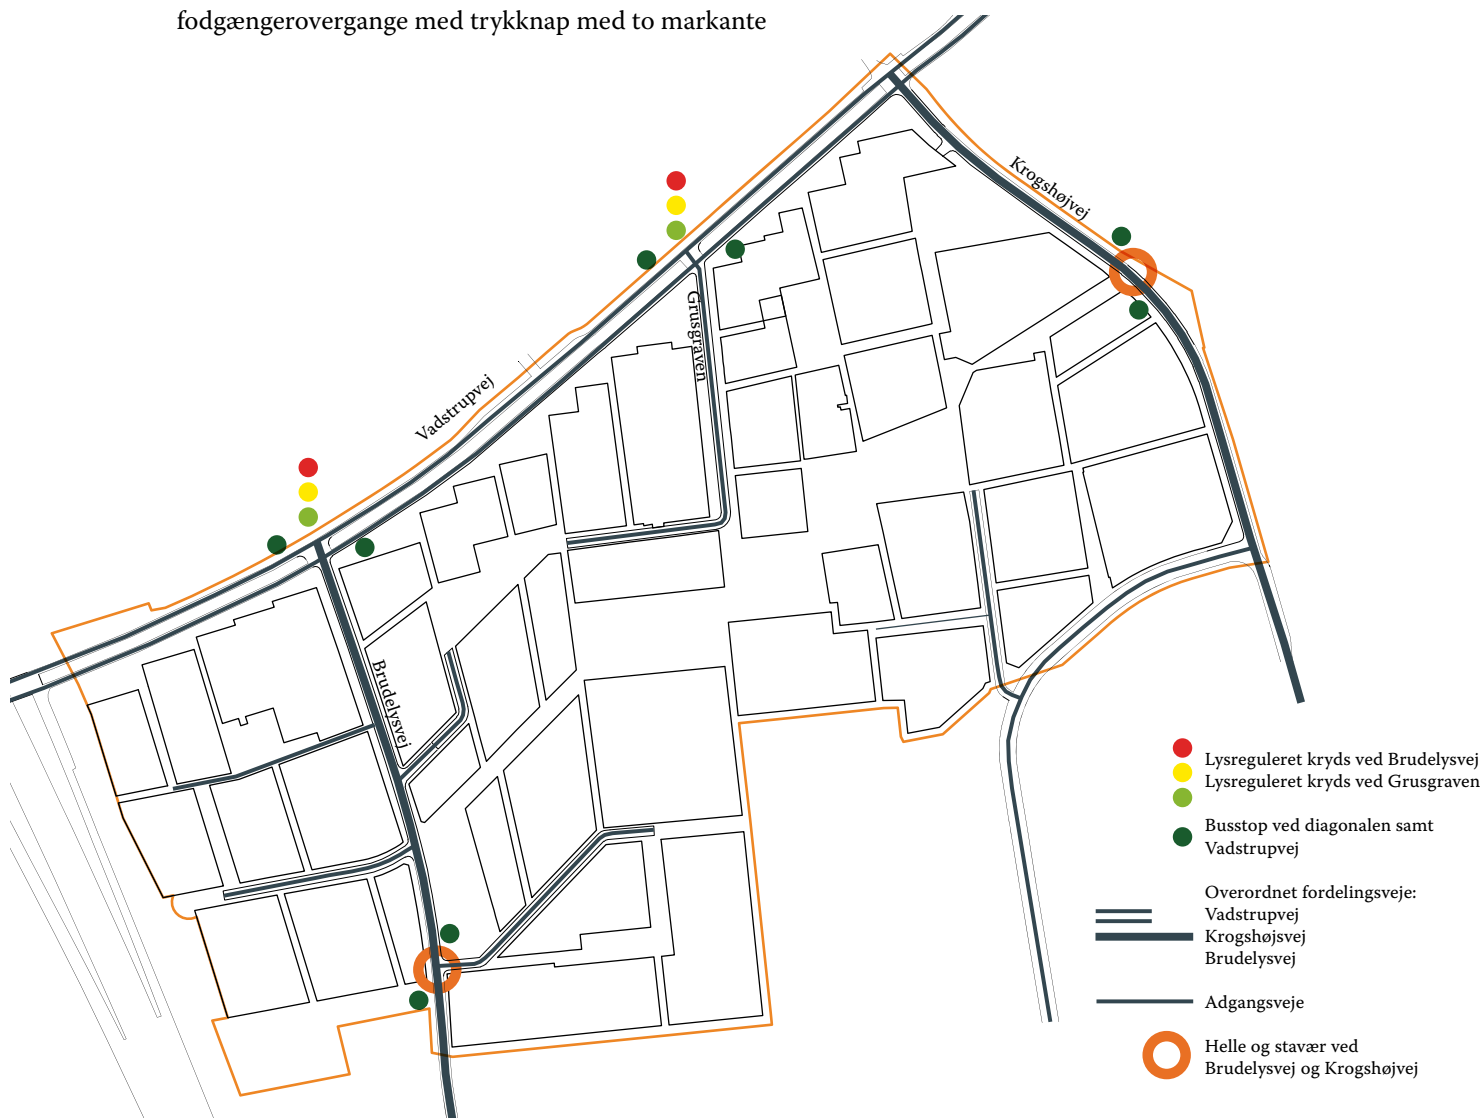 fodgængerovergange med trykknap med to markante
Krogshøjvej
Grusgraven
Vadstrupvej
Brudelysvej
Lysreguleret kryds ved Brudelysvej
Lysreguleret kryds ved Grusgraven
Busstop ved diagonalen samt
Vadstrupvej
Overordnet fordelingsveje:
Vadstrupvej
Krogshøjsvej
Brudelysvej
Adgangsveje
Helle og stavær ved
Brudelysvej og Krogshøjvej